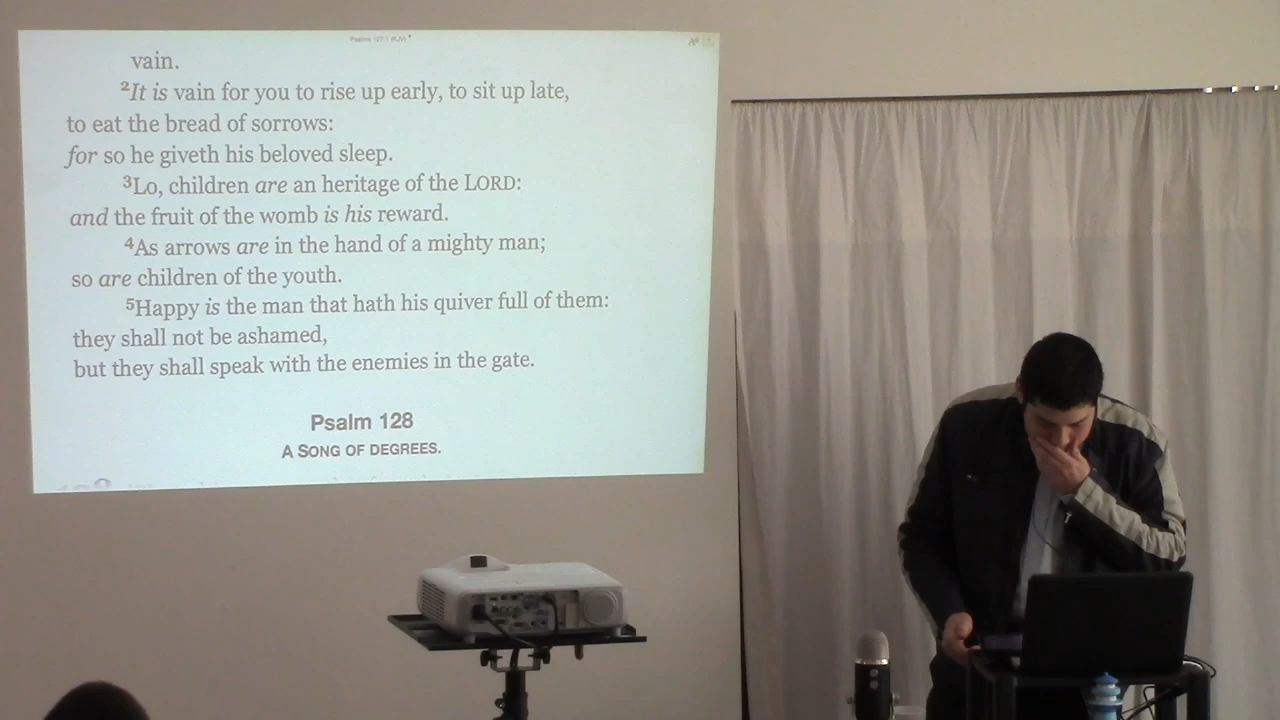 Psalms 127:1 (KJV)
vain.
2It is vain for you to rise up early, to sit up late,
to eat the bread of sorrows:
for so he giveth his beloved sleep.
3Lo, children are an heritage of the LORD:
and the fruit of the womb is his reward.
4As arrows are in the hand of a mighty man;
so are children of the youth.
5Happy is the man that hath his quiver full of them:
they shall not be ashamed,
but they shall speak with the enemies in the gate.
Psalm 128
A SONG OF DEGREES.